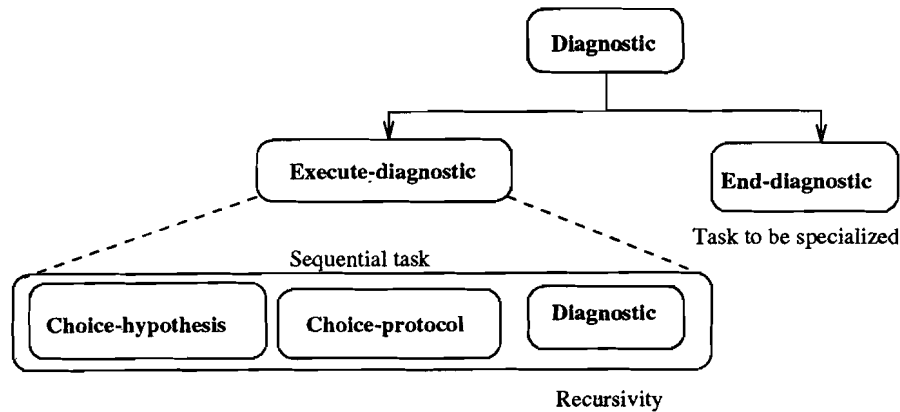 Diagnostic
Execute-diagnostic
End-diagnostic
Task to be specialized
Sequential task
Choice-hypothesis
Choice-protocol
Diagnostic
Recursivity